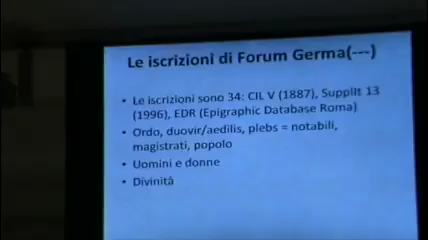 Le iscrizioni di Forum Germa(---)
• Le iscrizioni sono 34: CIL V (1887), SupplIt 13
(1996), EDR (Epigraphic Database Roma)
• Ordo, duovir/aedilis, plebs = notabili,
magistrati, popolo
• Uomini e donne
• Divinità